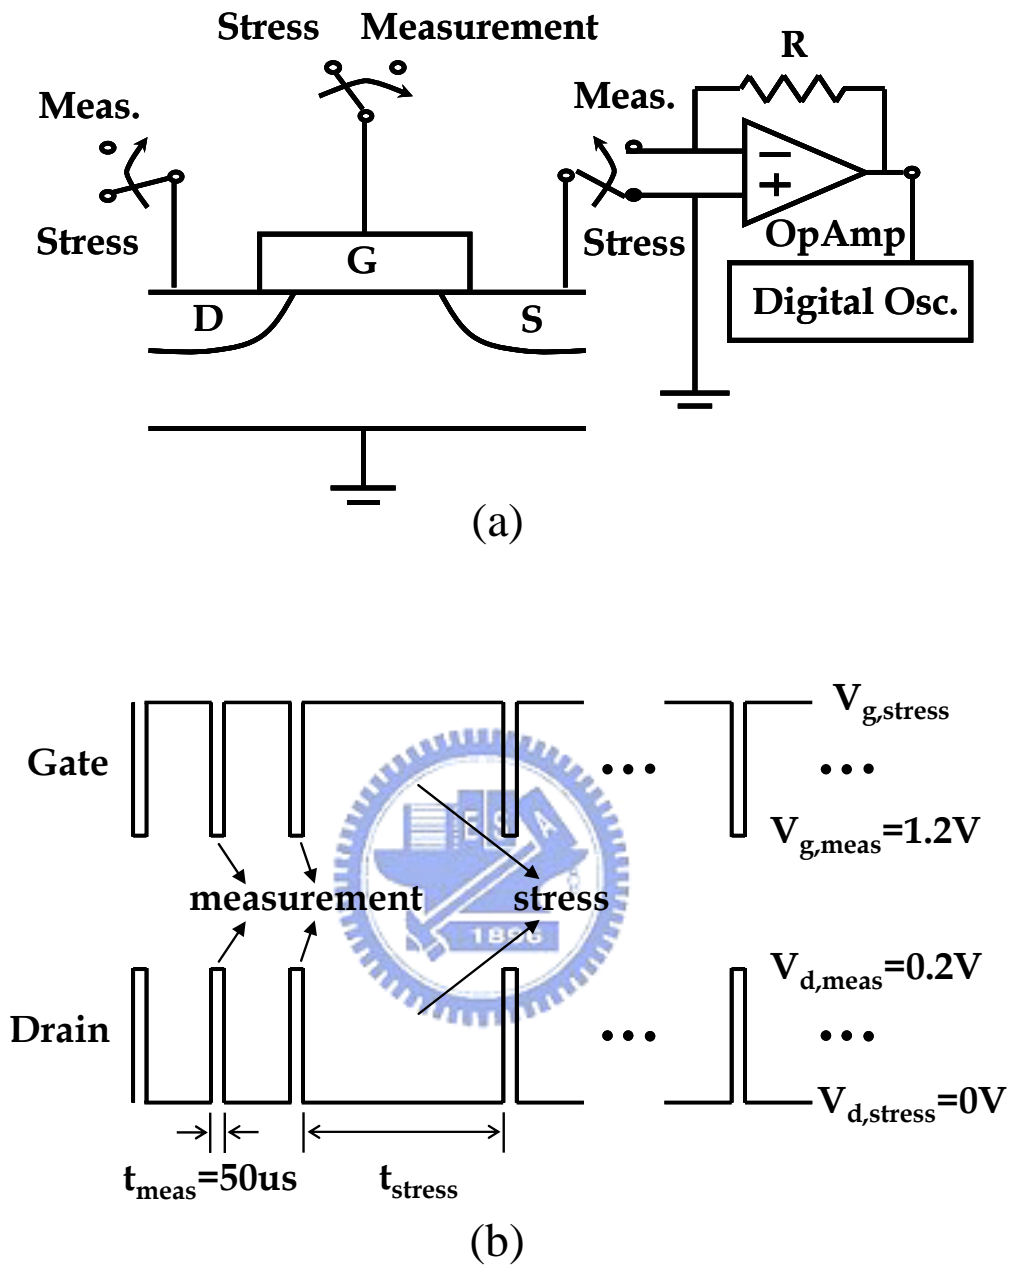 Stress Measurement
R
Meas.
Meas.
−
+
Stress
G
Stress
OpAmp
D
S
Digital Osc.
(a)
Gate
V_g,stress
E S A
V_g,meas=1.2V
measurement
stress
1896
V_d,meas=0.2V
Drain
V_d,stress=0V
t_meas=50us
t_stress
(b)